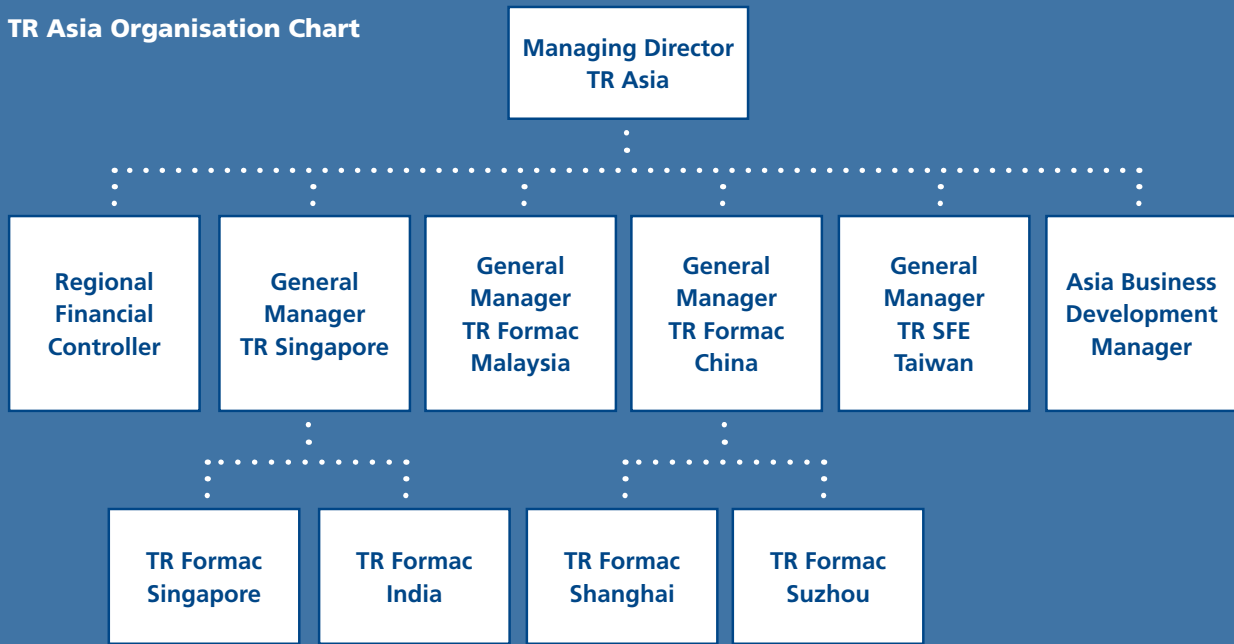 TR Asia Organisation Chart
Managing Director
TR Asia
Regional
Financial
Controller
General
Manager
TR Singapore
General
Manager
TR Formac
Malaysia
General
Manager
TR Formac
China
General
Manager
TR SFE
Taiwan
Asia Business
Development
Manager
TR Formac
Singapore
TR Formac
India
TR Formac
Shanghai
TR Formac
Suzhou